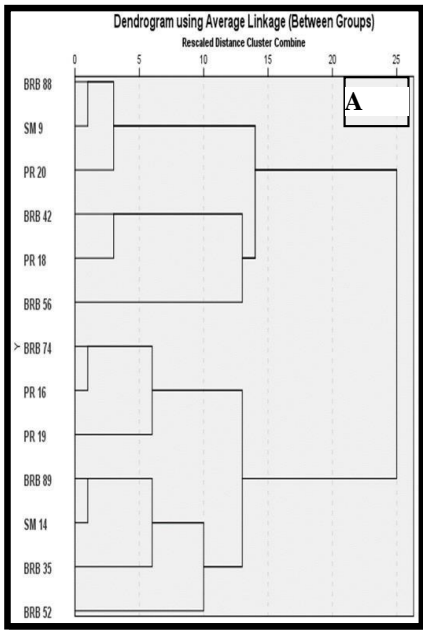 Dendrogram using Average Linkage (Between Groups)
Rescaled Distance Cluster Combine
0 5 10 15 20 25
A
BRB 88
SM 9
PR 20
BRB 42
PR 18
BRB 56
Y
BRB 74
PR 16
PR 19
BRB 89
SM 14
BRB 35
BRB 52